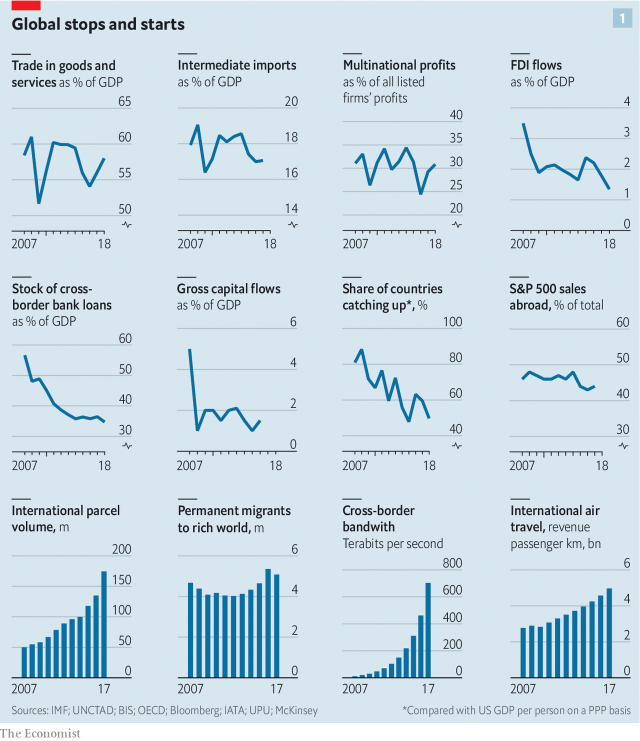 Global stops and starts
1
Trade in goods and
services as % of GDP
65
60
55
50
2007
18
Intermediate imports
as % of GDP
20
18
16
14
2007
18
Multinational profits
as % of all listed
firms' profits
40
35
30
25
20
2007
18
FDI flows
as % of GDP
4
3
2
1
0
2007
18
Stock of cross-
border bank loans
as % of GDP
60
50
40
30
2007
18
Gross capital flows
as % of GDP
6
4
2
0
2007
18
Share of countries
catching up*, %
100
80
60
40
2007
18
S&P 500 sales
abroad, % of total
60
50
40
30
2007
18
International parcel
volume, m
200
150
100
50
0
2007
17
Permanent migrants
to rich world, m
6
4
2
0
2007
17
Cross-border
bandwith
Terabits per second
800
600
400
200
0
2007
17
International air
travel, revenue
passenger km, bn
6
4
2
0
2007
17
Sources: IMF; UNCTAD; BIS; OECD; Bloomberg; IATA; UPU; McKinsey
*Compared with US GDP per person on a PPP basis
The Economist